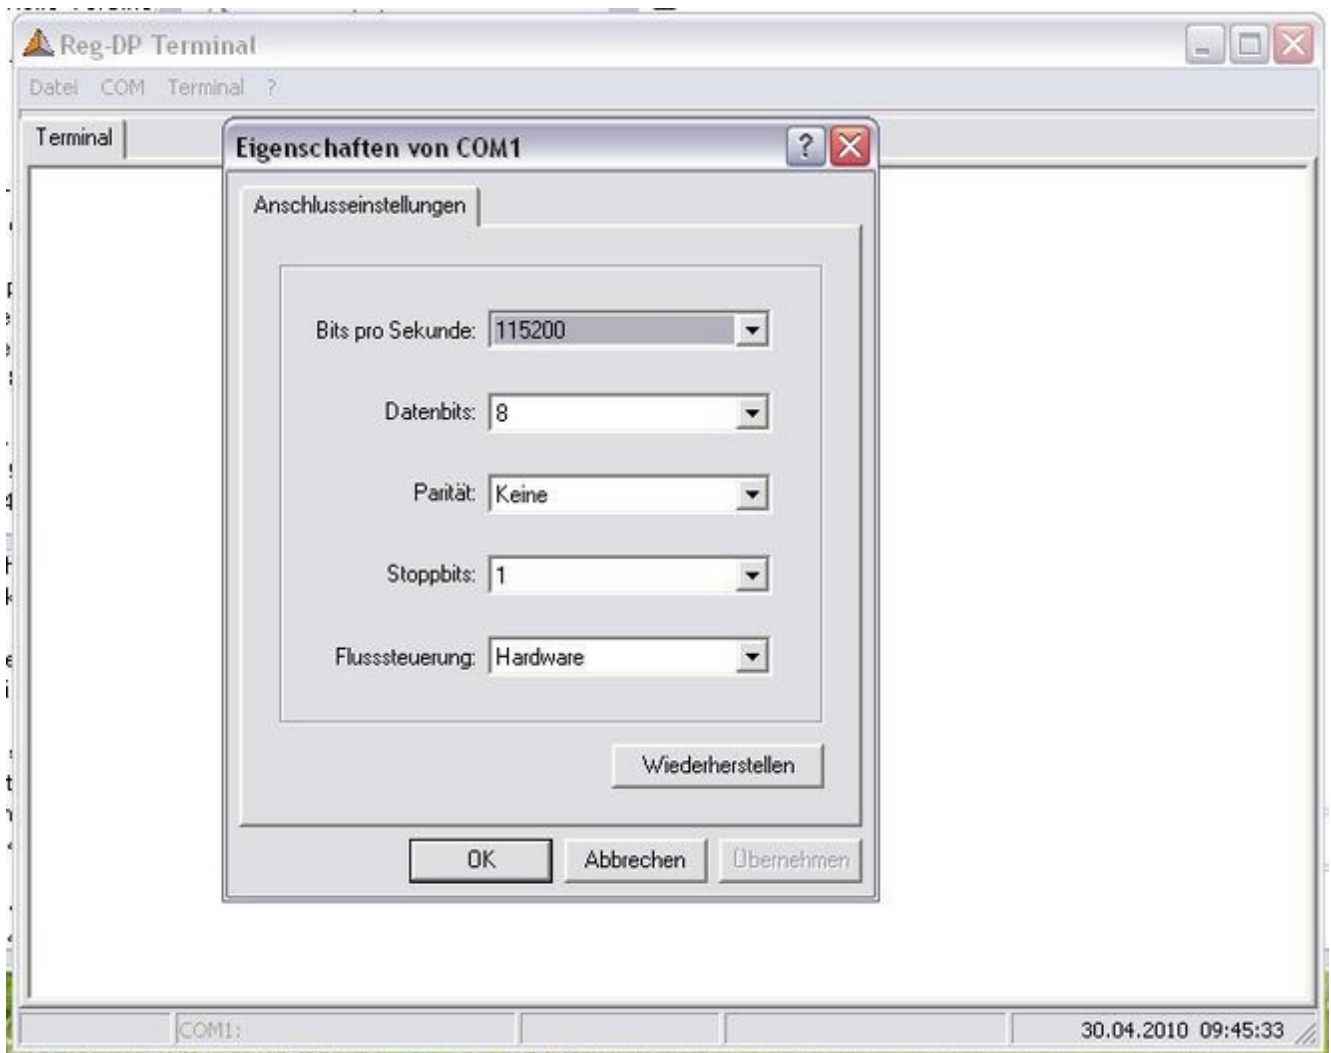 Reg-DP Terminal
Datei COM Terminal ?
Terminal
Eigenschaften von COM1
?
Anschlusseinstellungen
Bits pro Sekunde: 115200
Datenbits: 8
Parität: Keine
Stoppbits: 1
Flusssteuerung: Hardware
Wiederherstellen
OK Abbrechen Übernehmen
COM1: 30.04.2010 09:45:33